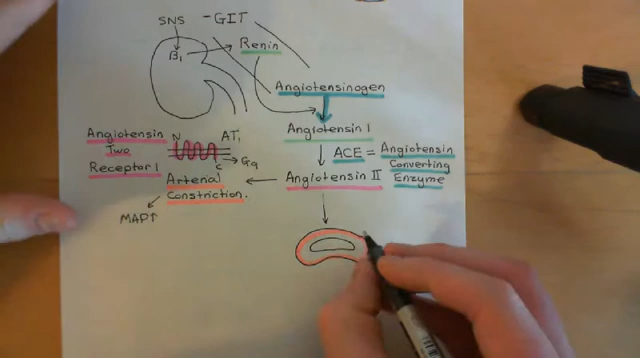 SNS
-GIT
β₁
Renin
Angiotensinogen
Angiotensin I
Angiotensin
Two
Receptor 1
N
AT₁
C
Gq
ACE = Angiotensin
Converting
Enzyme
Angiotensin II
Arterial
Constriction.
MAP↑